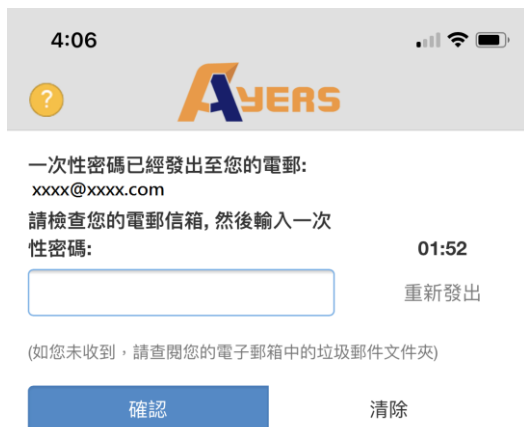 4:06
?
AYERS
一次性密碼已經發出至您的電郵:
xxxx@xxxx.com
請檢查您的電郵信箱, 然後輸入一次
性密碼:
01:52
重新發出
(如您未收到，請查閱您的電子郵箱中的垃圾郵件文件夾)
確認
清除